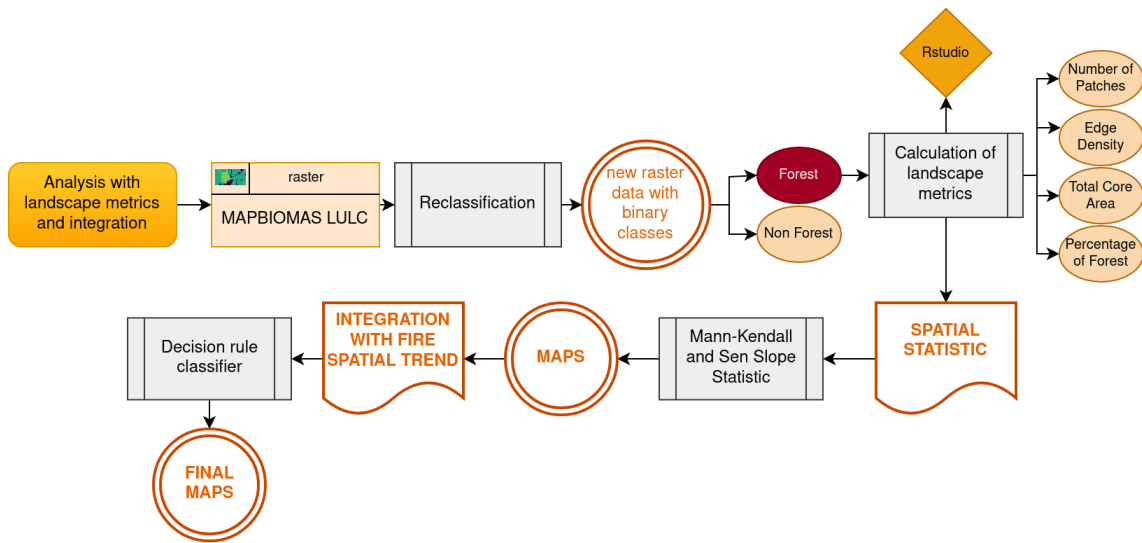 Rstudio
Number of
Patches
Edge
Density
Total Core
Area
Percentage
of Forest
Analysis with
landscape metrics
and integration
raster
MAPBIOMAS LULC
Reclassification
new raster
data with
binary
classes
Forest
Non Forest
Calculation of
landscape
metrics
SPATIAL
STATISTIC
Mann-Kendall
and Sen Slope
Statistic
MAPS
INTEGRATION
WITH FIRE
SPATIAL TREND
Decision rule
classifier
FINAL
MAPS